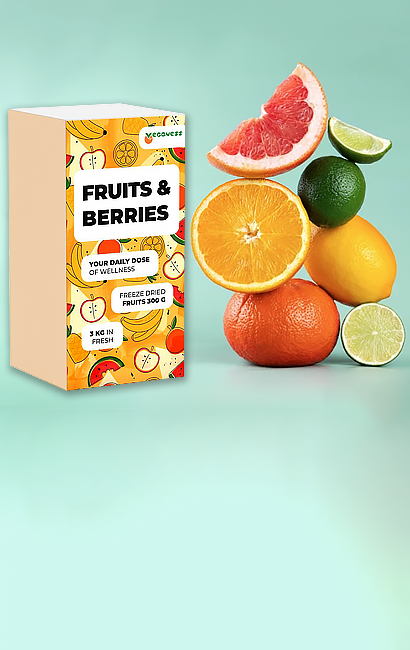 Vegoness
FRUITS &
BERRIES
YOUR DAILY DOSE
OF WELLNESS
FREEZE DRIED
FRUITS 300 G
3 KG IN
FRESH